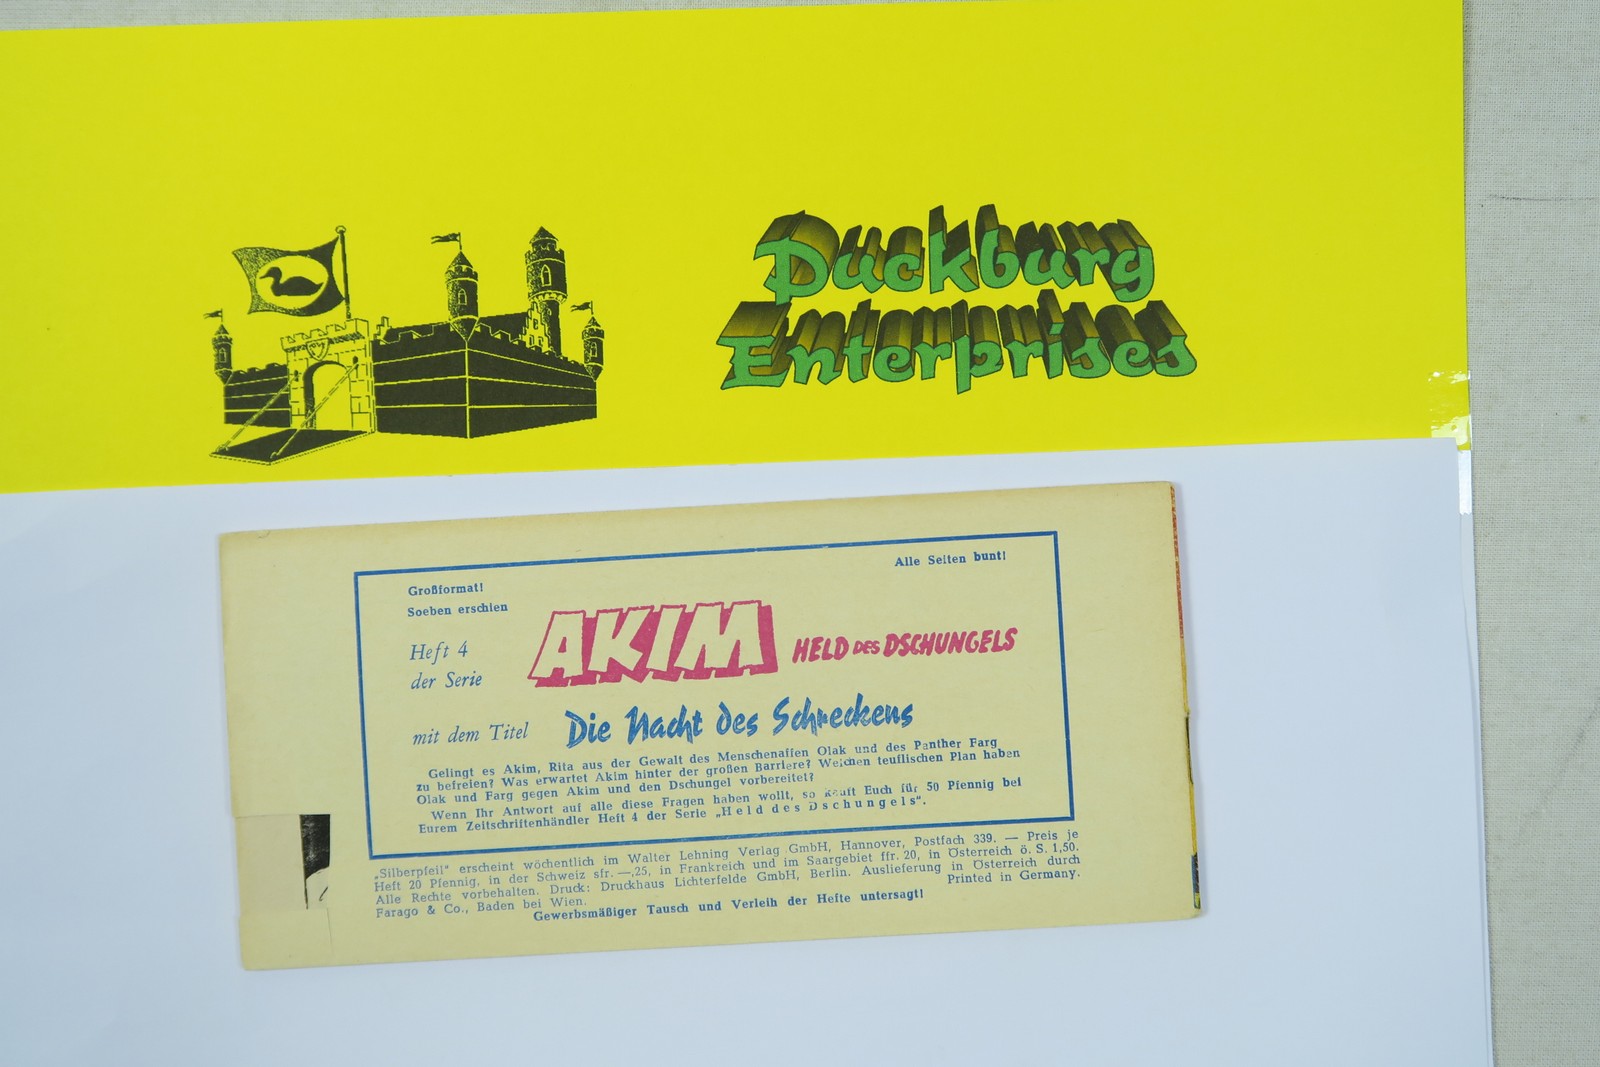 Duckburg
Enterprises
Großformat!
Alle Seiten bunt!
Soeben erschien
Heft 4
der Serie
AKIM HELD DES DSCHUNGELS
mit dem Titel
Die Nacht des Schreckens
Gelingt es Akim, Rita aus der Gewalt des Menschenaffen Olak und des Panther Farg
zu befreien? Was erwartet Akim hinter der großen Barriere? Welchen teuflischen Plan haben
Olak und Farg gegen Akim und den Dschungel vorbereitet?
Wenn Ihr Antwort auf alle diese Fragen haben wollt, so kauft Euch für 50 Pfennig bei
Eurem Zeitschriftenhändler Heft 4 der Serie „Held des Dschungels“.
„Silberpfeil“ erscheint wöchentlich im Walter Lehning Verlag GmbH, Hannover, Postfach 339. — Preis je
Heft 20 Pfennig, in der Schweiz sfr. —,25, in Frankreich und im Saargebiet ffr. 20, in Österreich ö. S. 1,50.
Alle Rechte vorbehalten. Druck: Druckhaus Lichterfelde GmbH, Berlin. Auslieferung in Österreich durch
Farago & Co., Baden bei Wien. Printed in Germany.
Gewerbsmäßiger Tausch und Verleih der Hefte untersagt!